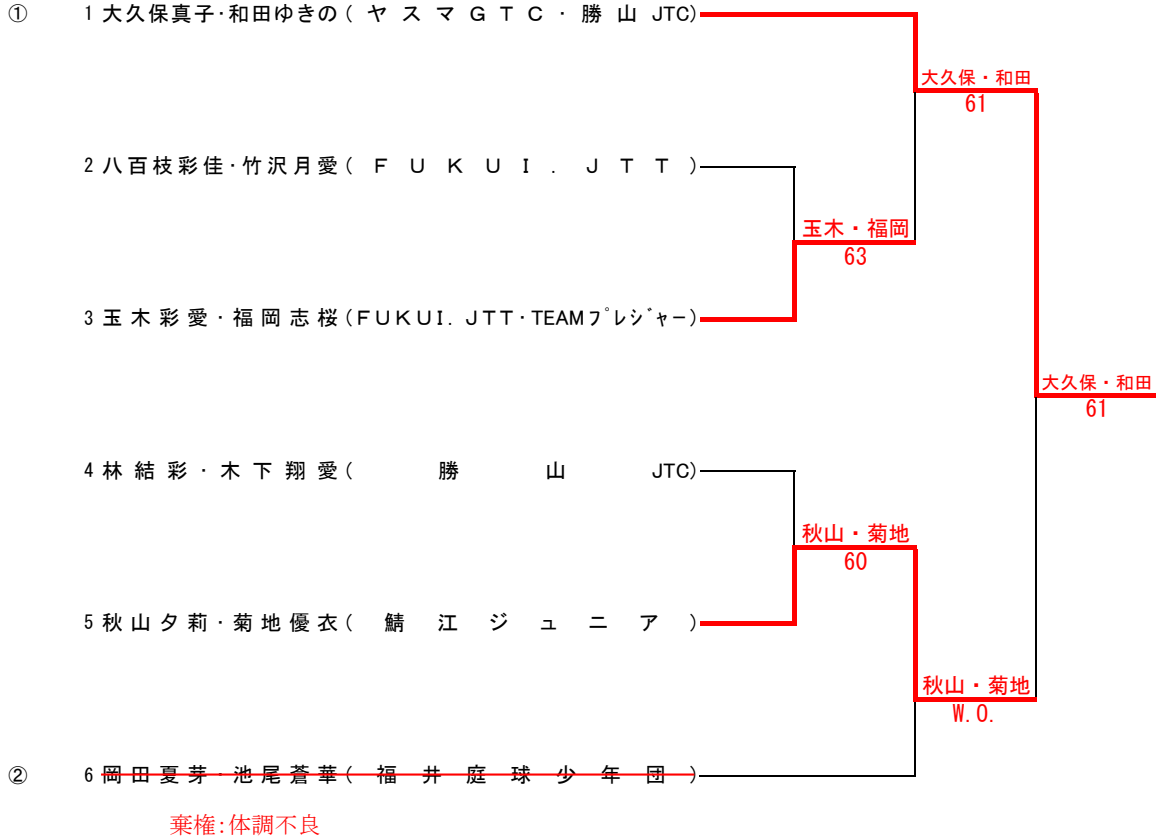 ① 1 大久保真子・和田ゆきの(ヤスマGTC・勝山JTC)
大久保・和田
61
2 八百枝彩佳・竹沢月愛(FUKUI.JTT)
玉木・福岡
63
3 玉木彩愛・福岡志桜(FUKUI.JTT・TEAMプレジャー)
大久保・和田
61
4 林結彩・木下翔愛(勝山JTC)
秋山・菊地
60
5 秋山夕莉・菊地優衣(鯖江ジュニア)
秋山・菊地
W.O.
② 6 岡田夏芽・池尾蒼華(福井庭球少年団)
棄権:体調不良